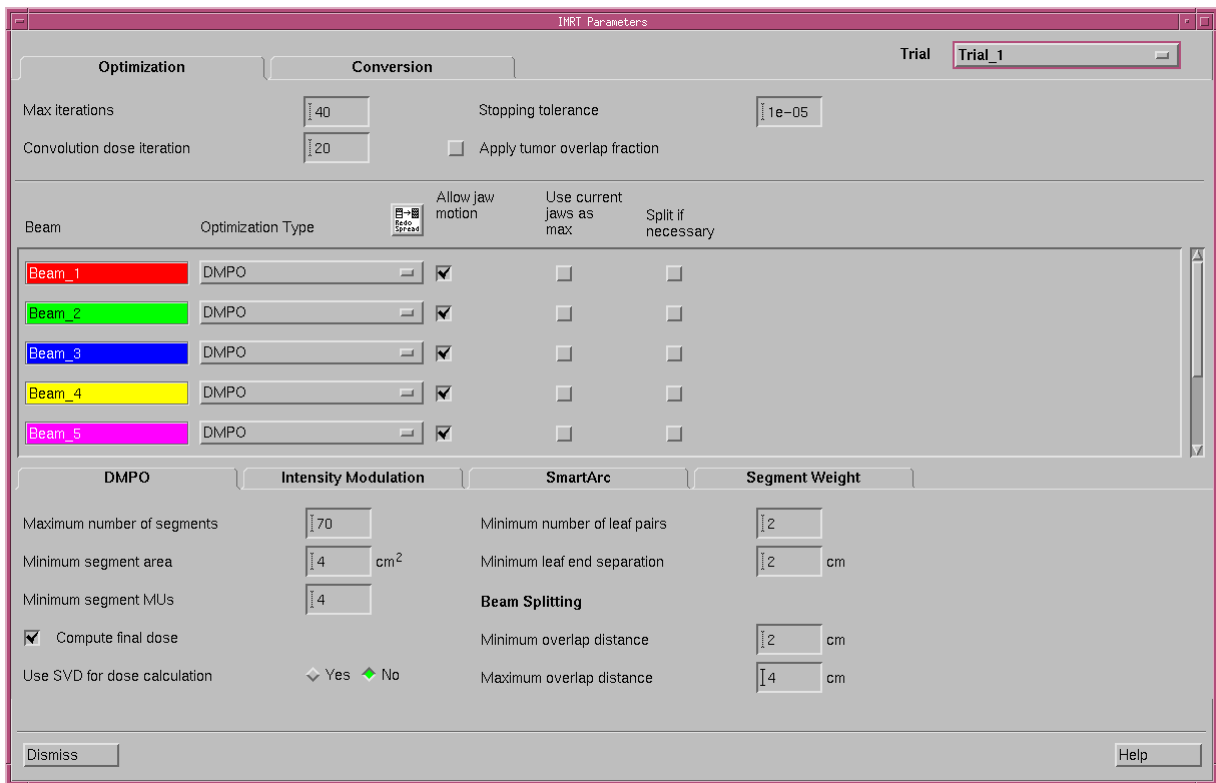 IMRT Parameters
Trial Trial_1
Optimization Conversion
Max iterations 40 Stopping tolerance 1e-05
Convolution dose iteration 20 Apply tumor overlap fraction
Beam Optimization Type Redo Spread Allow jaw motion Use current jaws as max Split if necessary
Beam_1 DMPO
Beam_2 DMPO
Beam_3 DMPO
Beam_4 DMPO
Beam_5 DMPO
DMPO Intensity Modulation SmartArc Segment Weight
Maximum number of segments 70 Minimum number of leaf pairs 2
Minimum segment area 4 cm² Minimum leaf end separation 2 cm
Minimum segment MUs 4 Beam Splitting
Compute final dose Minimum overlap distance 2 cm
Use SVD for dose calculation Yes No Maximum overlap distance 4 cm
Dismiss Help